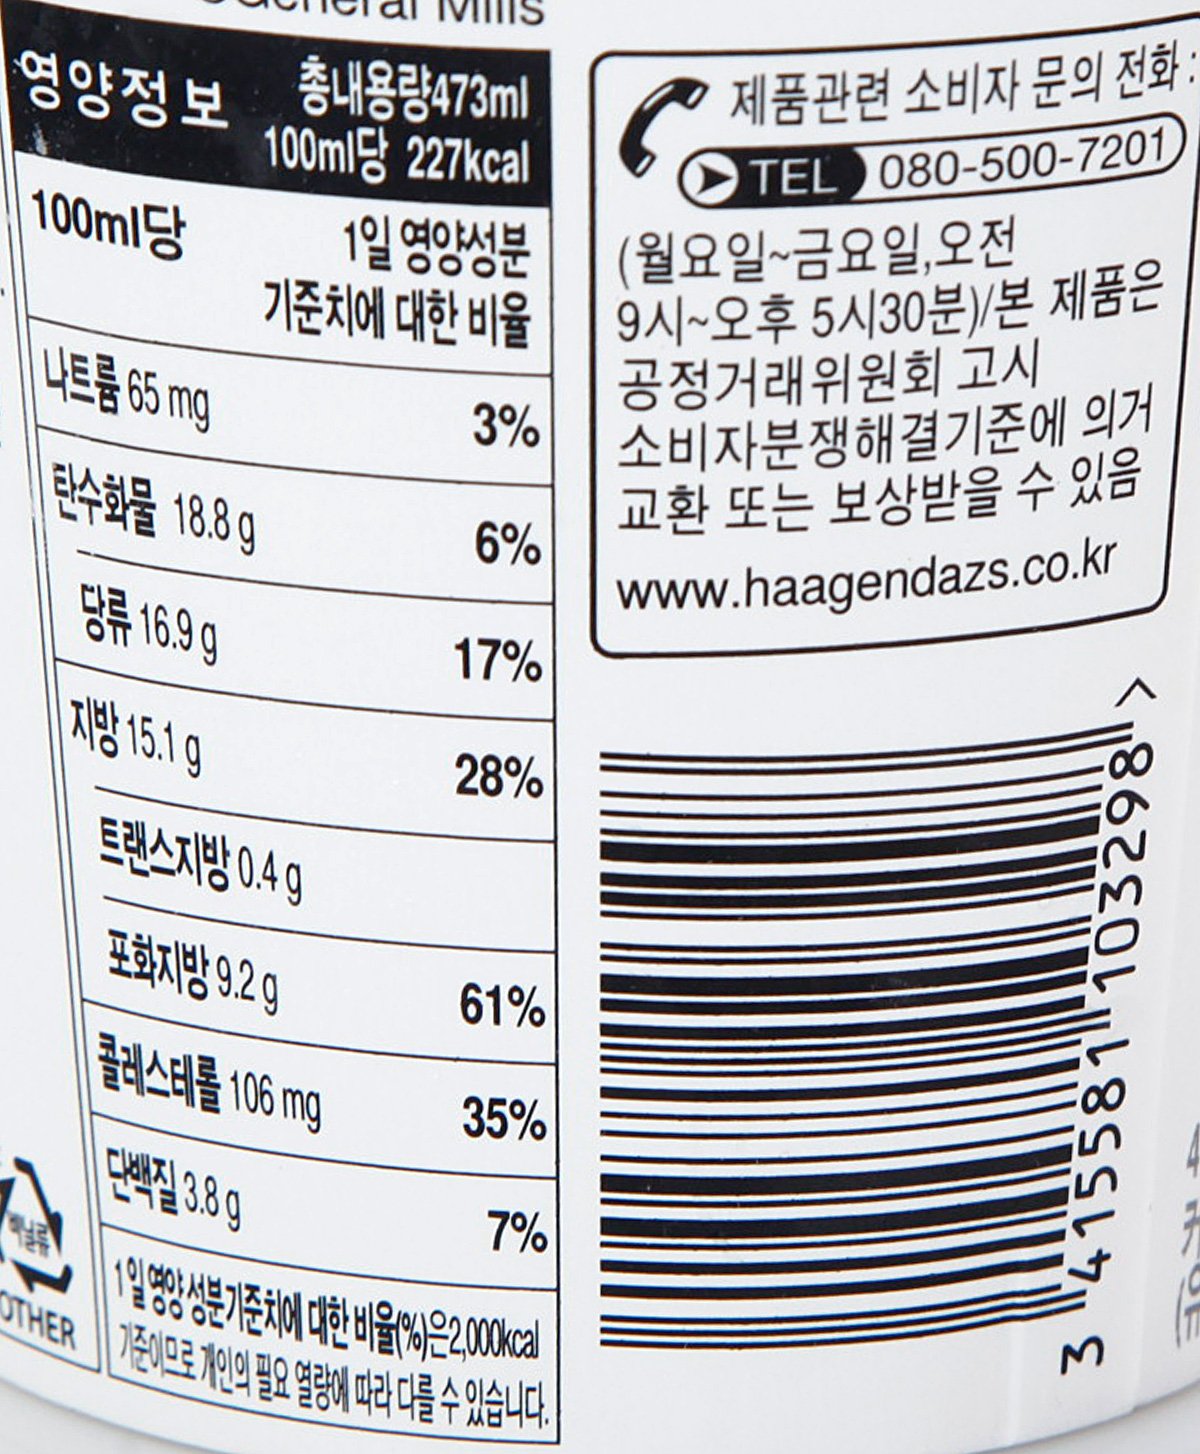 General Mills
영양정보
총내용량473ml
100ml당 227kcal
100ml당
1일 영양성분
기준치에 대한 비율
나트륨 65 mg 3%
탄수화물 18.8 g 6%
당류 16.9 g 17%
지방 15.1 g 28%
트랜스지방 0.4 g
포화지방 9.2 g 61%
콜레스테롤 106 mg 35%
단백질 3.8 g 7%
1일 영양성분기준치에 대한 비율(%)은2,000kcal
기준이므로 개인의 필요 열량에 따라 다를 수 있습니다.
비닐류
OTHER
제품관련 소비자 문의 전화 :
TEL 080-500-7201
(월요일~금요일,오전
9시~오후 5시30분)/본 제품은
공정거래위원회 고시
소비자분쟁해결기준에 의거
교환 또는 보상받을 수 있음
www.haagendazs.co.kr
3 415581 103298 >